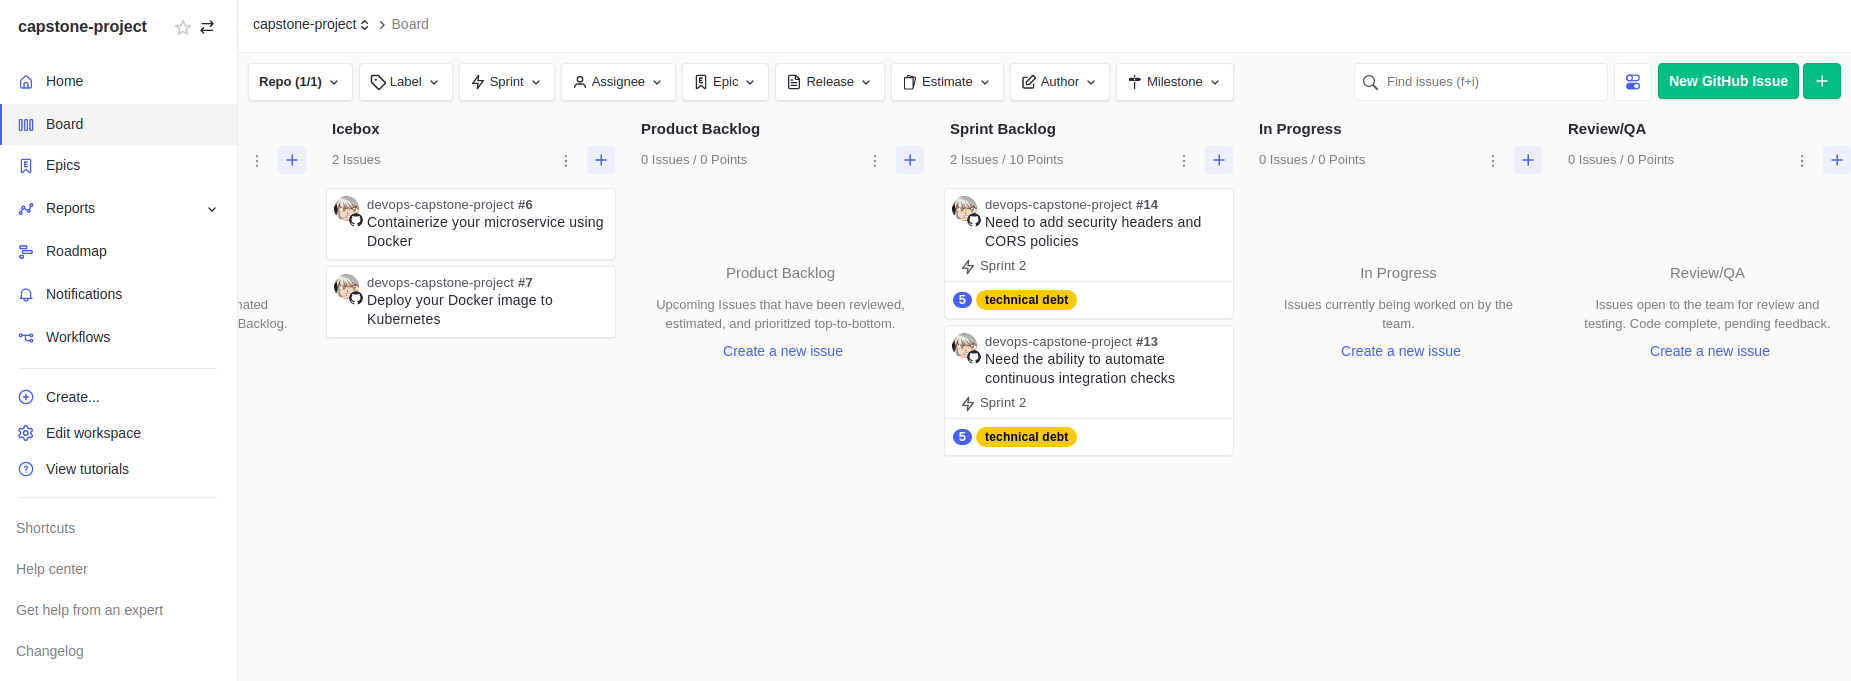 capstone-project
Home
Board
Epics
Reports
Roadmap
Notifications
Workflows
Create...
Edit workspace
View tutorials
Shortcuts
Help center
Get help from an expert
Changelog
capstone-project > Board
Repo (1/1)
Label
Sprint
Assignee
Epic
Release
Estimate
Author
Milestone
Find issues (f+i)
New GitHub Issue
+
Backlog.
Icebox
2 Issues
devops-capstone-project #6
Containerize your microservice using
Docker
devops-capstone-project #7
Deploy your Docker image to
Kubernetes
Product Backlog
0 Issues / 0 Points
Product Backlog
Upcoming Issues that have been reviewed,
estimated, and prioritized top-to-bottom.
Create a new issue
Sprint Backlog
2 Issues / 10 Points
devops-capstone-project #14
Need to add security headers and
CORS policies
Sprint 2
5 technical debt
devops-capstone-project #13
Need the ability to automate
continuous integration checks
Sprint 2
5 technical debt
In Progress
0 Issues / 0 Points
In Progress
Issues currently being worked on by the
team.
Create a new issue
Review/QA
0 Issues / 0 Points
Review/QA
Issues open to the team for review and
testing. Code complete, pending feedback.
Create a new issue